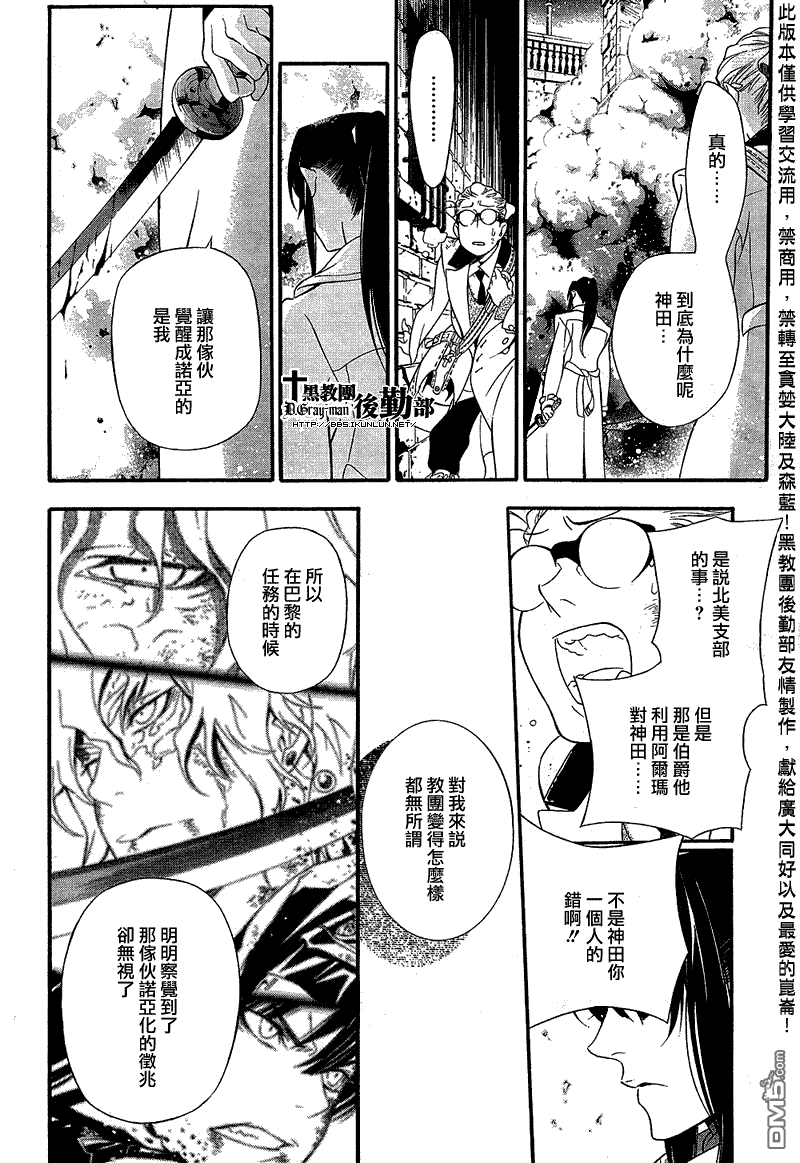 真的…
到底為什麼呢
神田…
………
讓那傢伙
覺醒成諾亞的
是我
十黑教團
D.Gray-man 後勤部
HTTP://BBS.IKUNLUN.NET/
是說北美支部
的事…?
但是
那是伯爵他
利用阿爾瑪
對神田……
不是神田你
一個人的
錯啊!!
對我來說
教團變得怎麼樣
都無所謂
所以
在巴黎的
任務的時候
明明察覺到了
那傢伙諾亞化的徵兆
卻無視了
此版本僅供學習交流用，禁商用，禁轉至貪婪大陸及森藍！黑教團後勤部友情製作，獻給廣大同好以及最愛的崑崙！
DM5.com